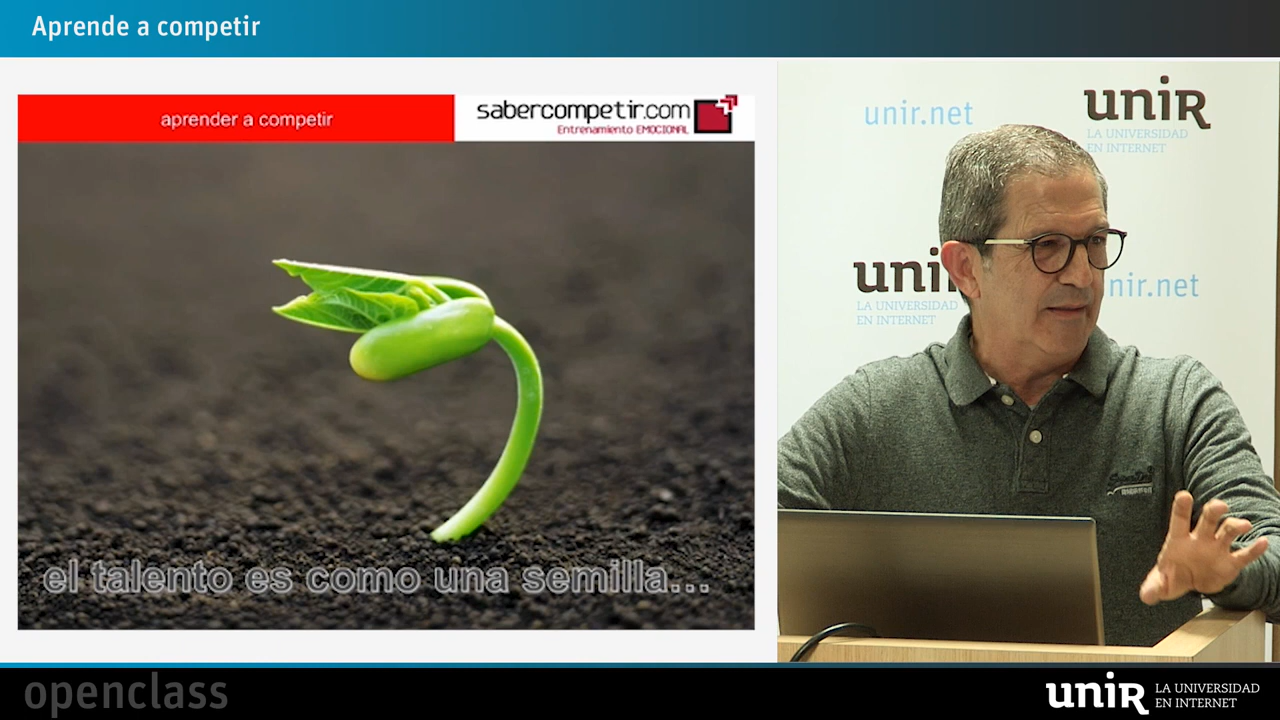 Aprende a competir
aprender a competir
sabercompetir.com
Entrenamiento EMOCIONAL
el talento es como una semilla...
unir.net
unir
LA UNIVERSIDAD
EN INTERNET
uni
LA UNIVERSIDAD
EN INTERNET
nir.net
openclass
unir
LA UNIVERSIDAD
EN INTERNET